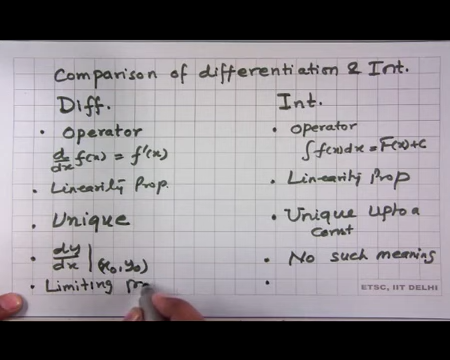 Comparison of differentiation & Int.
Diff.
• Operator
d/dx f(x) = f'(x)
• Linearity Prop.
• Unique
• dy/dx |(x₀, y₀)
• Limiting pro
Int.
• Operator
∫f(x)dx = F(x)+C
• Linearity Prop
• Unique upto a
const
• No such meaning
•
ETSC, IIT DELHI